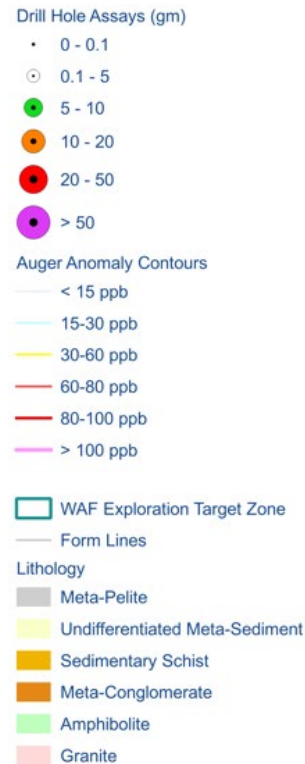 Drill Hole Assays (gm)
0 - 0.1
0.1 - 5
5 - 10
10 - 20
20 - 50
> 50
Auger Anomaly Contours
< 15 ppb
15-30 ppb
30-60 ppb
60-80 ppb
80-100 ppb
> 100 ppb
WAF Exploration Target Zone
Form Lines
Lithology
Meta-Pelite
Undifferentiated Meta-Sediment
Sedimentary Schist
Meta-Conglomerate
Amphibolite
Granite